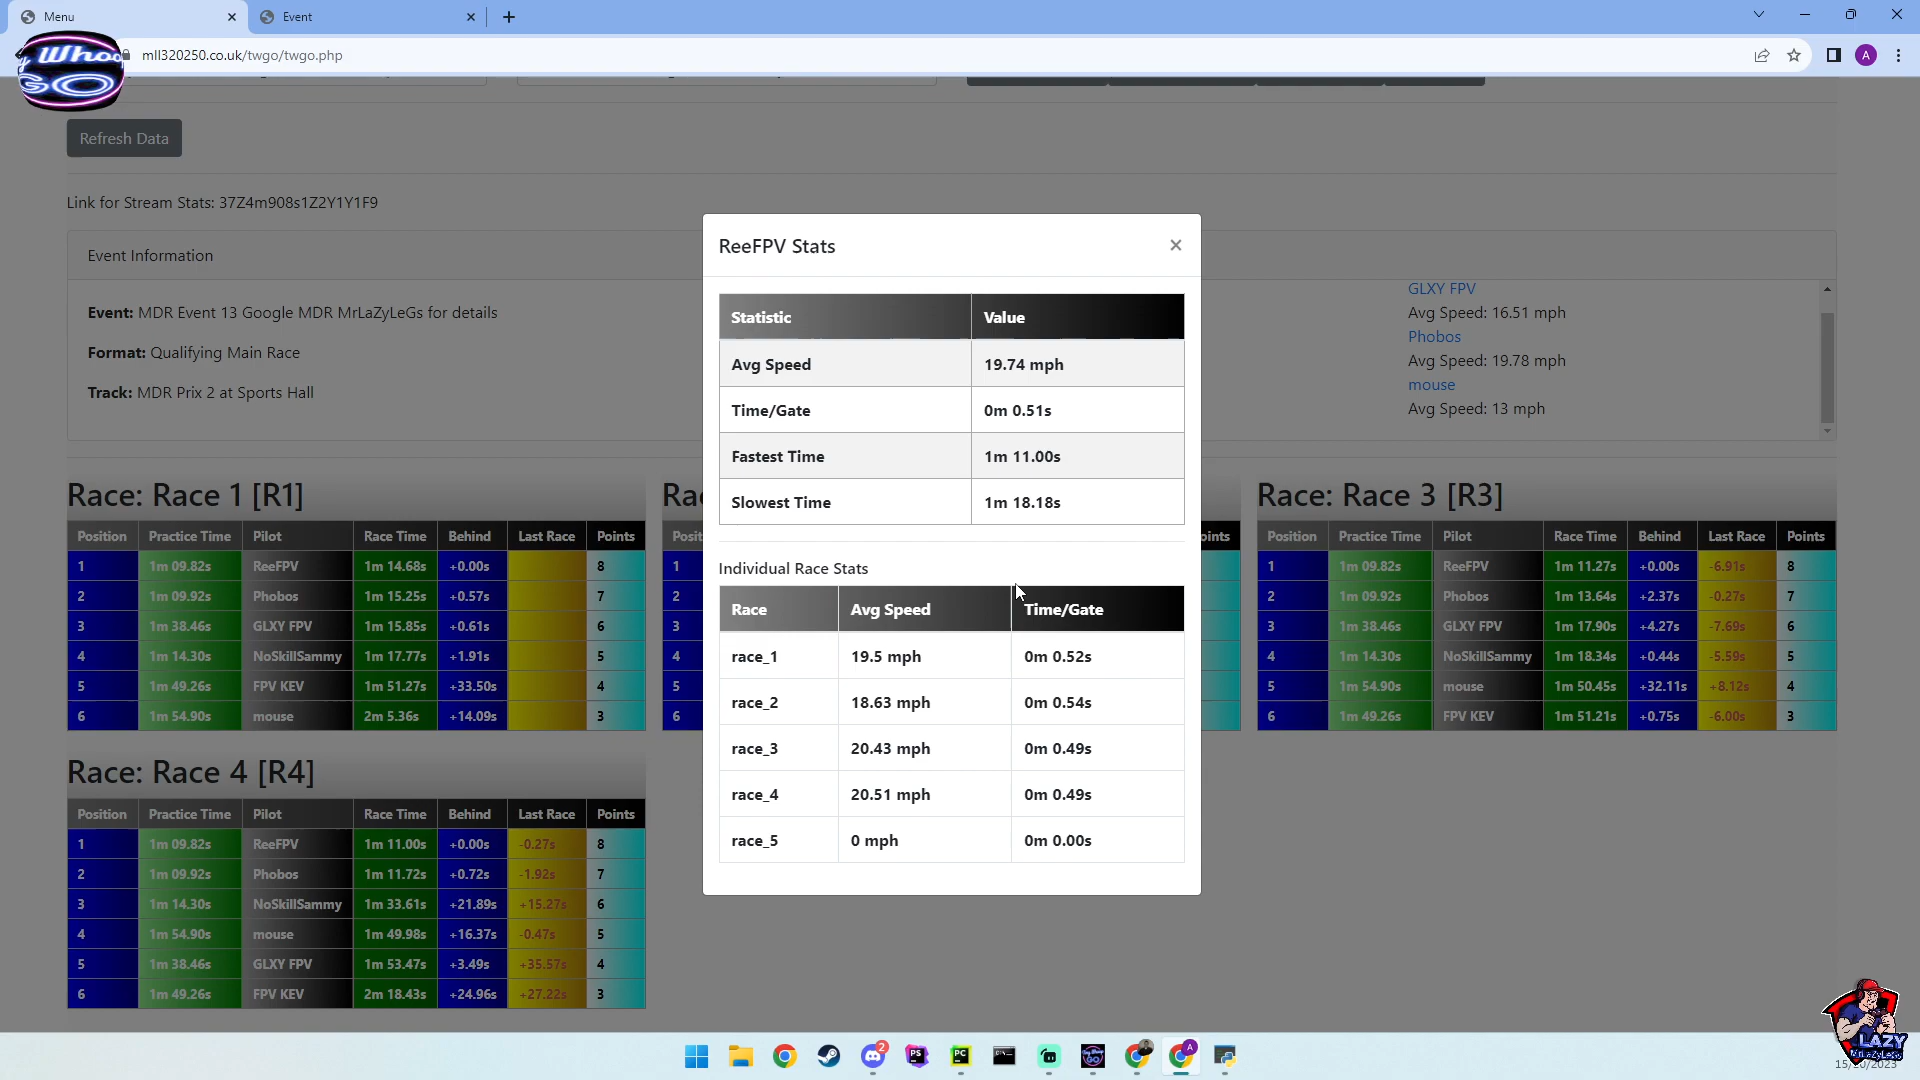 Menu
Event
mll320250.co.uk/twgo/twgo.php
A
y Whoo
GO
Refresh Data
Link for Stream Stats: 37Z4m908s1Z2Y1Y1F9
Event Information
Event: MDR Event 13 Google MDR MrLaZyLeGs for details
Format: Qualifying Main Race
Track: MDR Prix 2 at Sports Hall
GLXY FPV
Avg Speed: 16.51 mph
Phobos
Avg Speed: 19.78 mph
mouse
Avg Speed: 13 mph
ReeFPV Stats
×
Statistic Value
Avg Speed 19.74 mph
Time/Gate 0m 0.51s
Fastest Time 1m 11.00s
Slowest Time 1m 18.18s
Individual Race Stats
Race Avg Speed Time/Gate
race_1 19.5 mph 0m 0.52s
race_2 18.63 mph 0m 0.54s
race_3 20.43 mph 0m 0.49s
race_4 20.51 mph 0m 0.49s
race_5 0 mph 0m 0.00s
Race: Race 1 [R1]
Position Practice Time Pilot Race Time Behind Last Race Points
1 1m 09.82s ReeFPV 1m 14.68s +0.00s 8
2 1m 09.92s Phobos 1m 15.25s +0.57s 7
3 1m 38.46s GLXY FPV 1m 15.85s +0.61s 6
4 1m 14.30s NoSkillSammy 1m 17.77s +1.91s 5
5 1m 49.26s FPV KEV 1m 51.27s +33.50s 4
6 1m 54.90s mouse 2m 5.36s +14.09s 3
Ra
Posit
oints
1
2
3
4
5
6
Race: Race 3 [R3]
Position Practice Time Pilot Race Time Behind Last Race Points
1 1m 09.82s ReeFPV 1m 11.27s +0.00s -6.91s 8
2 1m 09.92s Phobos 1m 13.64s +2.37s -0.27s 7
3 1m 38.46s GLXY FPV 1m 17.90s +4.27s -7.69s 6
4 1m 14.30s NoSkillSammy 1m 18.34s +0.44s -5.59s 5
5 1m 54.90s mouse 1m 50.45s +32.11s +8.12s 4
6 1m 49.26s FPV KEV 1m 51.21s +0.75s -6.00s 3
Race: Race 4 [R4]
Position Practice Time Pilot Race Time Behind Last Race Points
1 1m 09.82s ReeFPV 1m 11.00s +0.00s -0.27s 8
2 1m 09.92s Phobos 1m 11.72s +0.72s -1.92s 7
3 1m 14.30s NoSkillSammy 1m 33.61s +21.89s +15.27s 6
4 1m 54.90s mouse 1m 49.98s +16.37s -0.47s 5
5 1m 38.46s GLXY FPV 1m 53.47s +3.49s +35.57s 4
6 1m 49.26s FPV KEV 2m 18.43s +24.96s +27.22s 3
2
PS
PC
A
LAZY
MrLaZyLeGs